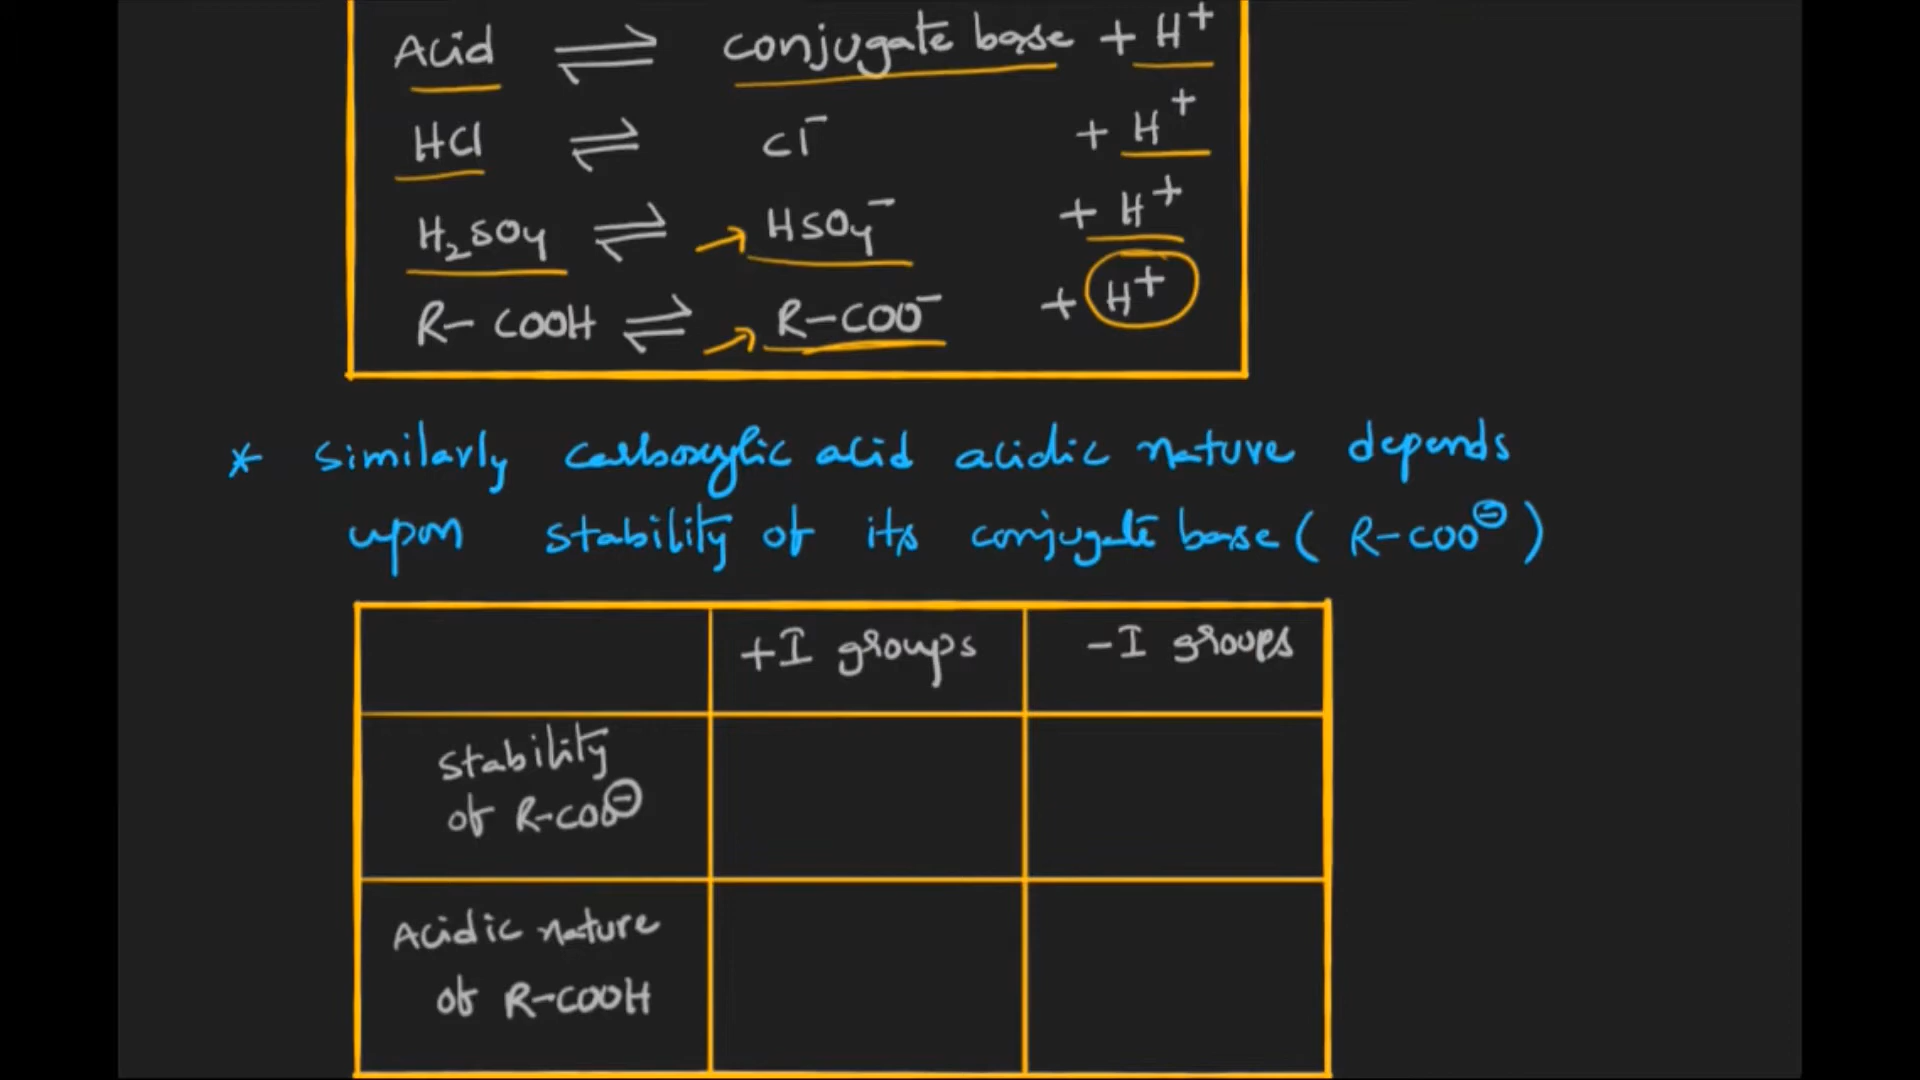 Acid ⇌ conjugate base + H⁺
HCl ⇌ Cl⁻ + H⁺
H₂SO₄ ⇌ → HSO₄⁻ + H⁺
R-COOH ⇌ → R-COO⁻ + H⁺
* similarly carboxylic acid acidic nature depends
upon stability of its conjugate base ( R-COO⊖ )
+I groups -I groups
stability
of R-COO⊖
Acidic nature
of R-COOH